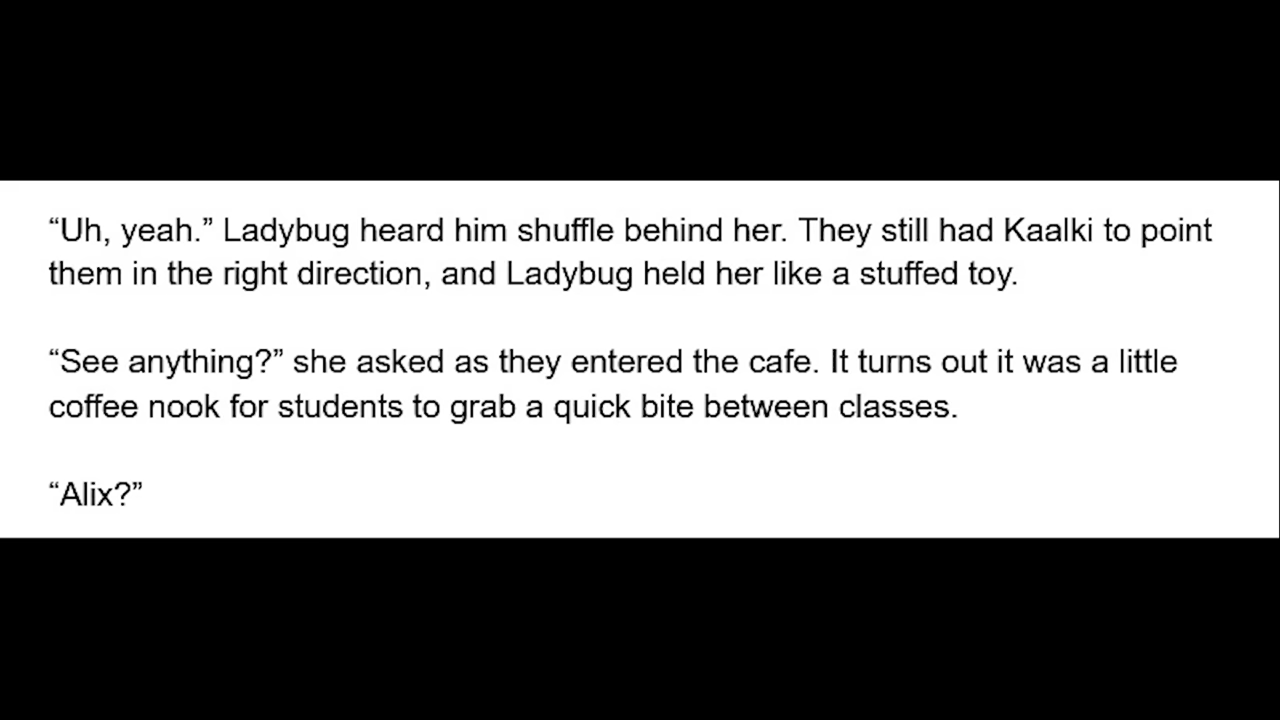 “Uh, yeah.” Ladybug heard him shuffle behind her. They still had Kaalki to point
them in the right direction, and Ladybug held her like a stuffed toy.
“See anything?” she asked as they entered the cafe. It turns out it was a little
coffee nook for students to grab a quick bite between classes.
“Alix?”